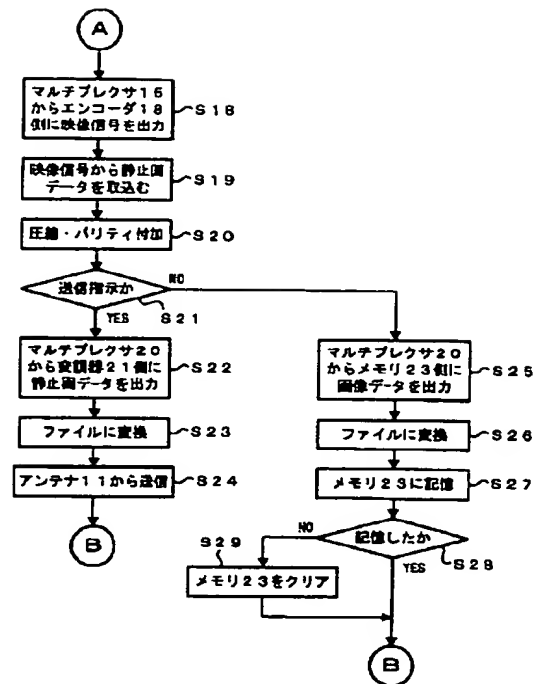 A
マルチプレクサ16
からエンコーダ18
側に映像信号を出力
S18
映像信号から静止画
データを取込む
S19
圧縮・パリティ付加
S20
送信指示か
NO
S21
YES
マルチプレクサ20
から変調器21側に
静止画データを出力
S22
ファイルに変換
S23
アンテナ11から送信
S24
B
マルチプレクサ20
からメモリ23側に
画像データを出力
S25
ファイルに変換
S26
メモリ23に記憶
S27
記憶したか
NO
S28
YES
S29
メモリ23をクリア
B